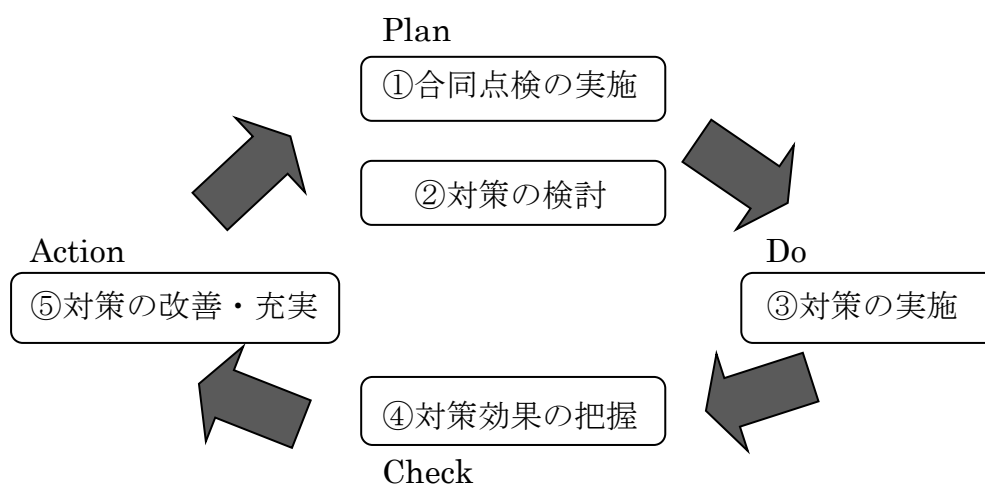 Plan
①合同点検の実施
②対策の検討
Action
Do
⑤対策の改善・充実
③対策の実施
④対策効果の把握
Check